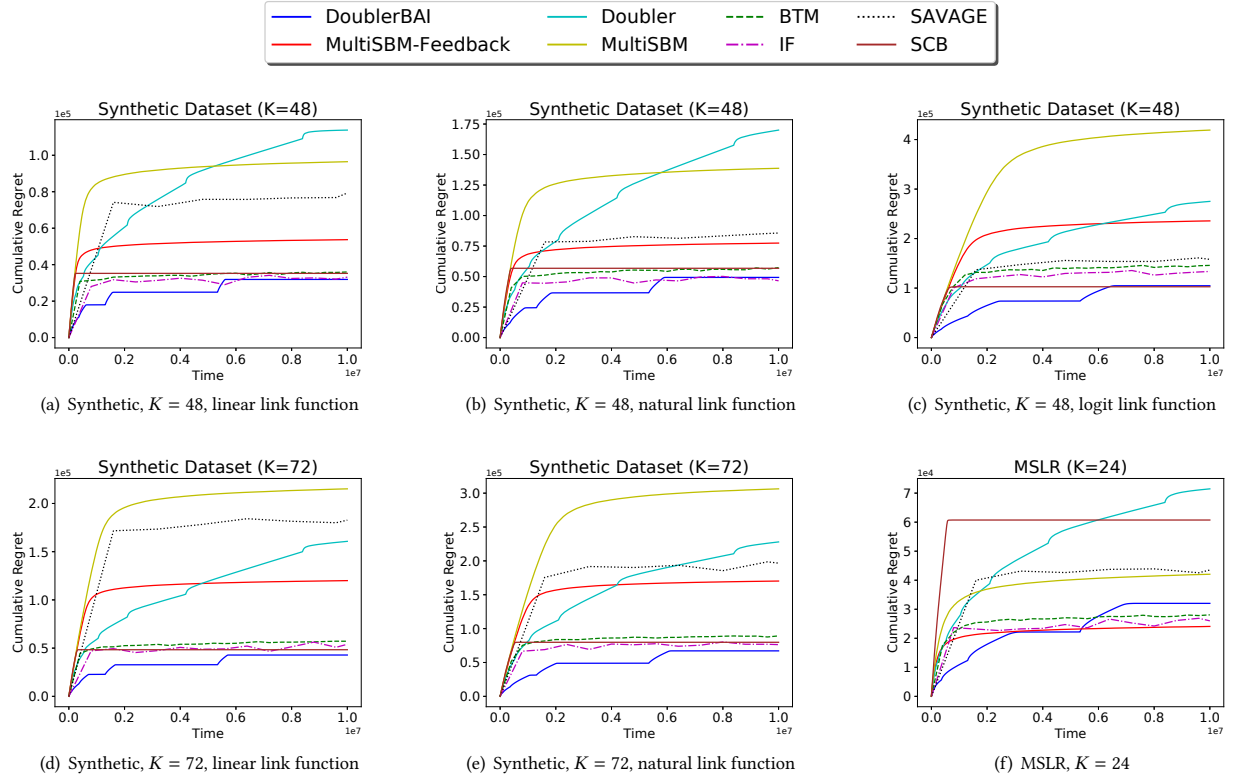 DoublerBAI Doubler BTM SAVAGE
MultiSBM-Feedback MultiSBM IF SCB
Synthetic Dataset (K=48)
1e5
Cumulative Regret
1.0
0.8
0.6
0.4
0.2
0.0
0.0 0.2 0.4 0.6 0.8 1.0
Time
1e7
(a) Synthetic, K = 48, linear link function
Synthetic Dataset (K=48)
1e5
Cumulative Regret
1.75
1.50
1.25
1.00
0.75
0.50
0.25
0.00
0.0 0.2 0.4 0.6 0.8 1.0
Time
1e7
(b) Synthetic, K = 48, natural link function
Synthetic Dataset (K=48)
1e5
Cumulative Regret
4
3
2
1
0
0.0 0.2 0.4 0.6 0.8 1.0
Time
1e7
(c) Synthetic, K = 48, logit link function
Synthetic Dataset (K=72)
1e5
Cumulative Regret
2.0
1.5
1.0
0.5
0.0
0.0 0.2 0.4 0.6 0.8 1.0
Time
1e7
(d) Synthetic, K = 72, linear link function
Synthetic Dataset (K=72)
1e5
Cumulative Regret
3.0
2.5
2.0
1.5
1.0
0.5
0.0
0.0 0.2 0.4 0.6 0.8 1.0
Time
1e7
(e) Synthetic, K = 72, natural link function
MSLR (K=24)
1e4
Cumulative Regret
7
6
5
4
3
2
1
0
0.0 0.2 0.4 0.6 0.8 1.0
Time
1e7
(f) MSLR, K = 24